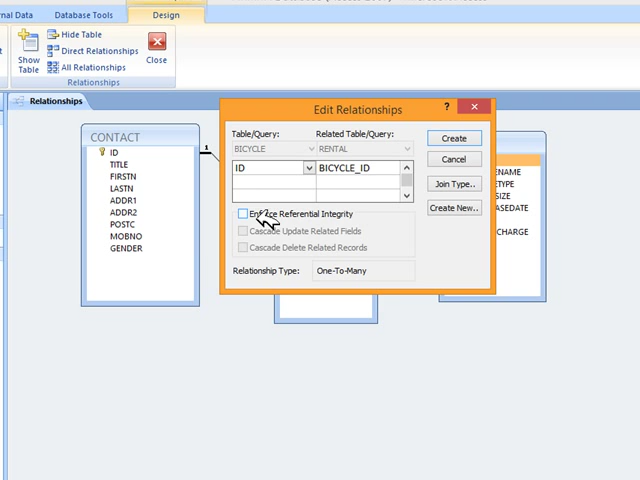 nal Data
Database Tools
Design
Show Table
Hide Table
Direct Relationships
All Relationships
Close
Relationships
Relationships
CONTACT
ID
TITLE
FIRSTN
LASTN
ADDR1
ADDR2
POSTC
MOBNO
GENDER
1
Edit Relationships
?
Table/Query:
Related Table/Query:
BICYCLE
RENTAL
ID
BICYCLE_ID
Enforce Referential Integrity
Cascade Update Related Fields
Cascade Delete Related Records
Relationship Type:
One-To-Many
Create
Cancel
Join Type..
Create New..
ENAME
ETYPE
SIZE
ASEDATE
CHARGE